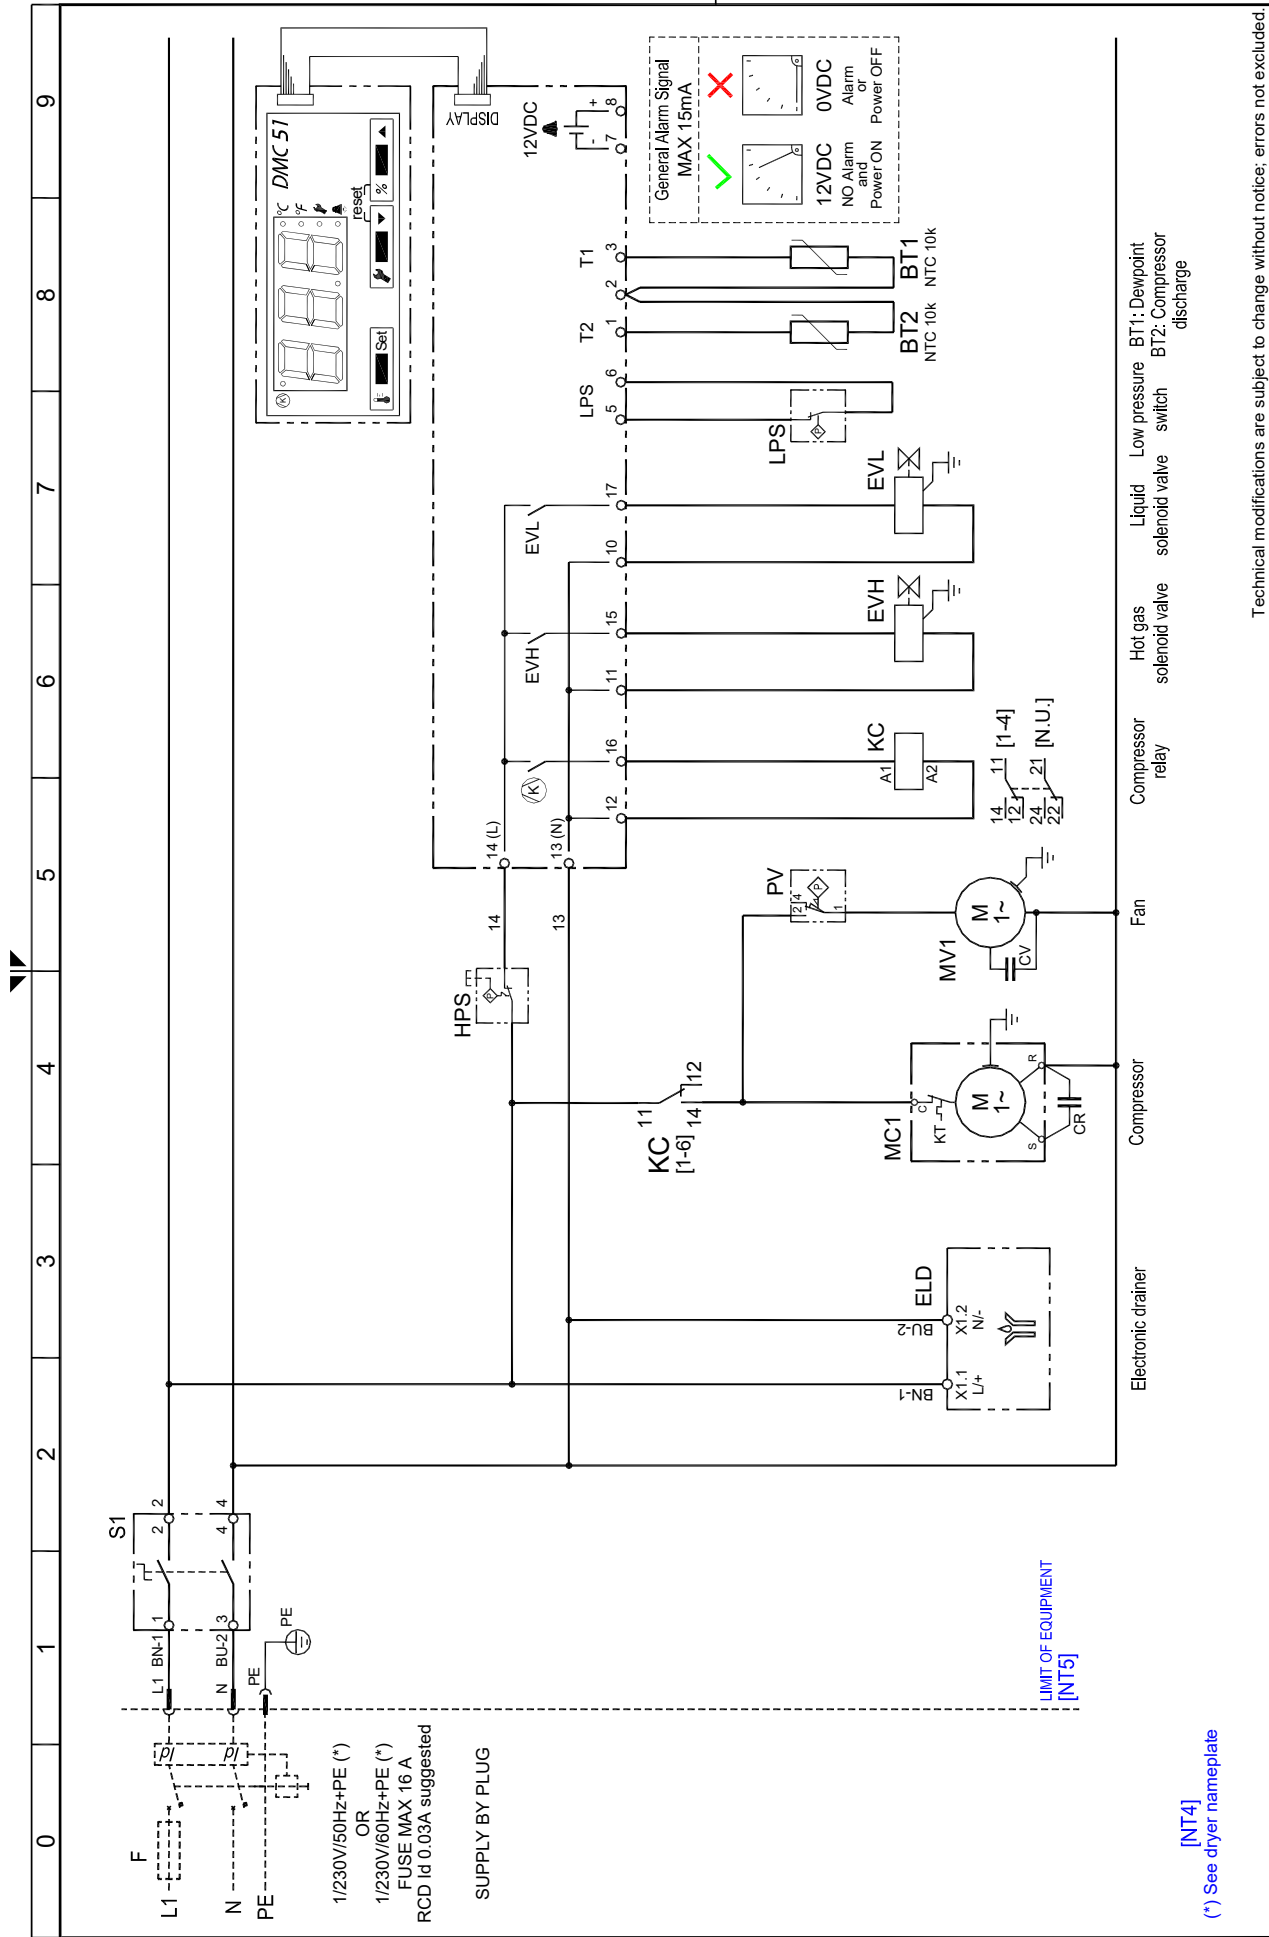 0 1 2 3 4 5 6 7 8 9
F
L1
N
PE
Id
Id
1/230V/50Hz+PE (*)
OR
1/230V/60Hz+PE (*)
FUSE MAX 16 A
RCD Id 0.03A suggested
SUPPLY BY PLUG
[NT4]
(*) See dryer nameplate
LIMIT OF EQUIPMENT
[NT5]
L1 BN-1 1
N BU-2 3
PE
PE
S1
2 2
4 4
BN-1
BU-2
ELD
X1.1
L/+
X1.2
N/-
Electronic drainer
HPS
P
14
13
KC
[1-6]
11
14 12
MC1
C
KT
M
1~
S
R
CR
Compressor
PV
2 4
P
1
MV1
M
1~
CV
Fan
14 (L)
13 (N)
K
12 16
KC
A1
A2
14 11 [1-4]
12
24 21 [N.U.]
22
Compressor
relay
EVH
11 15
EVH
Hot gas
solenoid valve
EVL
10 17
EVL
Liquid
solenoid valve
LPS
5 6
LPS
P
Low pressure
switch
T2 T1
1 2 3
BT2
NTC 10k
BT1
NTC 10k
BT1: Dewpoint
BT2: Compressor
discharge
DMC 51
K
°C
°F
Set
reset
%
DISPLAY
12VDC
- +
7 8
General Alarm Signal
MAX 15mA
12VDC
NO Alarm
and
Power ON
0VDC
Alarm
or
Power OFF
Technical modifications are subject to change without notice; errors not excluded.